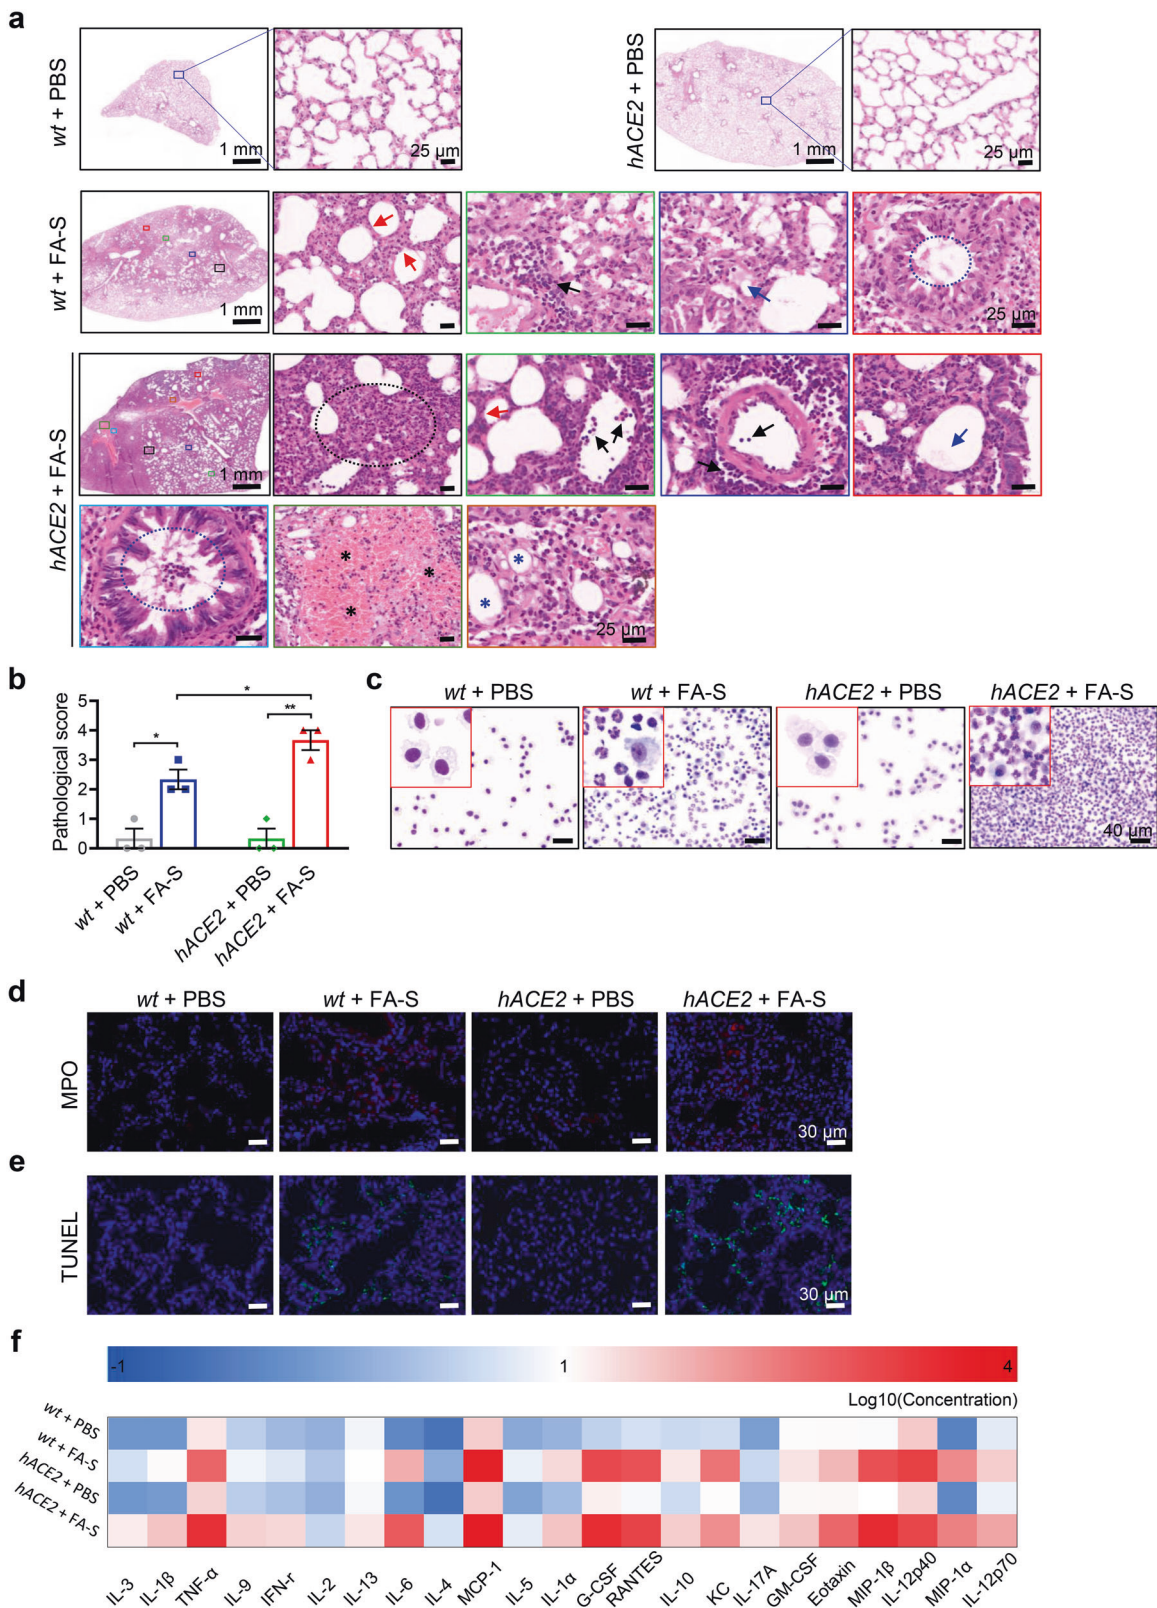 a
wt + PBS
1 mm
25 µm
hACE2 + PBS
1 mm
25 µm
wt + FA-S
1 mm
25 µm
hACE2 + FA-S
1 mm
*
*
*
*
*
25 µm
b
Pathological score
5
4
3
2
1
0
*
*
**
wt + PBS
wt + FA-S
hACE2 + PBS
hACE2 + FA-S
c
wt + PBS
wt + FA-S
hACE2 + PBS
hACE2 + FA-S
40 µm
d
wt + PBS
wt + FA-S
hACE2 + PBS
hACE2 + FA-S
MPO
30 µm
e
TUNEL
30 µm
f
-1
1
4
Log10(Concentration)
wt + PBS
wt + FA-S
hACE2 + PBS
hACE2 + FA-S
IL-3
IL-1β
TNF-α
IL-9
IFN-r
IL-2
IL-13
IL-6
IL-4
MCP-1
IL-5
IL-1α
G-CSF
RANTES
IL-10
KC
IL-17A
GM-CSF
Eotaxin
MIP-1β
IL-12p40
MIP-1α
IL-12p70